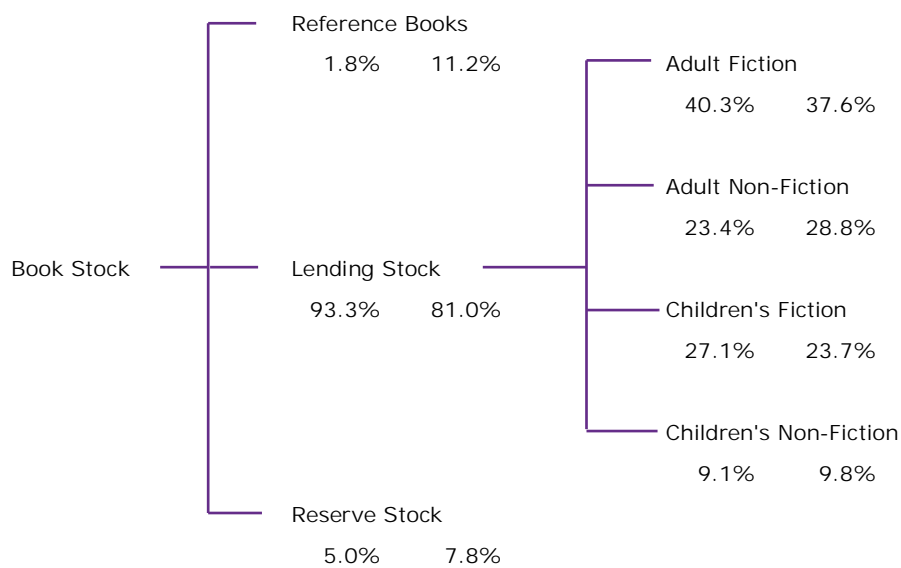 Reference Books
1.8% 11.2%
Adult Fiction
40.3% 37.6%
Adult Non-Fiction
23.4% 28.8%
Book Stock
Lending Stock
93.3% 81.0%
Children's Fiction
27.1% 23.7%
Children's Non-Fiction
9.1% 9.8%
Reserve Stock
5.0% 7.8%